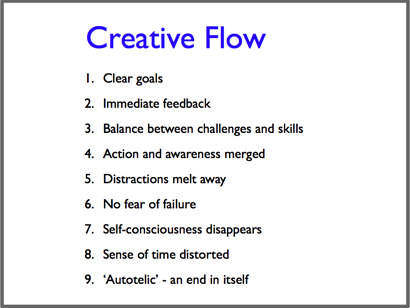 Creative Flow
1. Clear goals
2. Immediate feedback
3. Balance between challenges and skills
4. Action and awareness merged
5. Distractions melt away
6. No fear of failure
7. Self-consciousness disappears
8. Sense of time distorted
9. ‘Autotelic’ - an end in itself